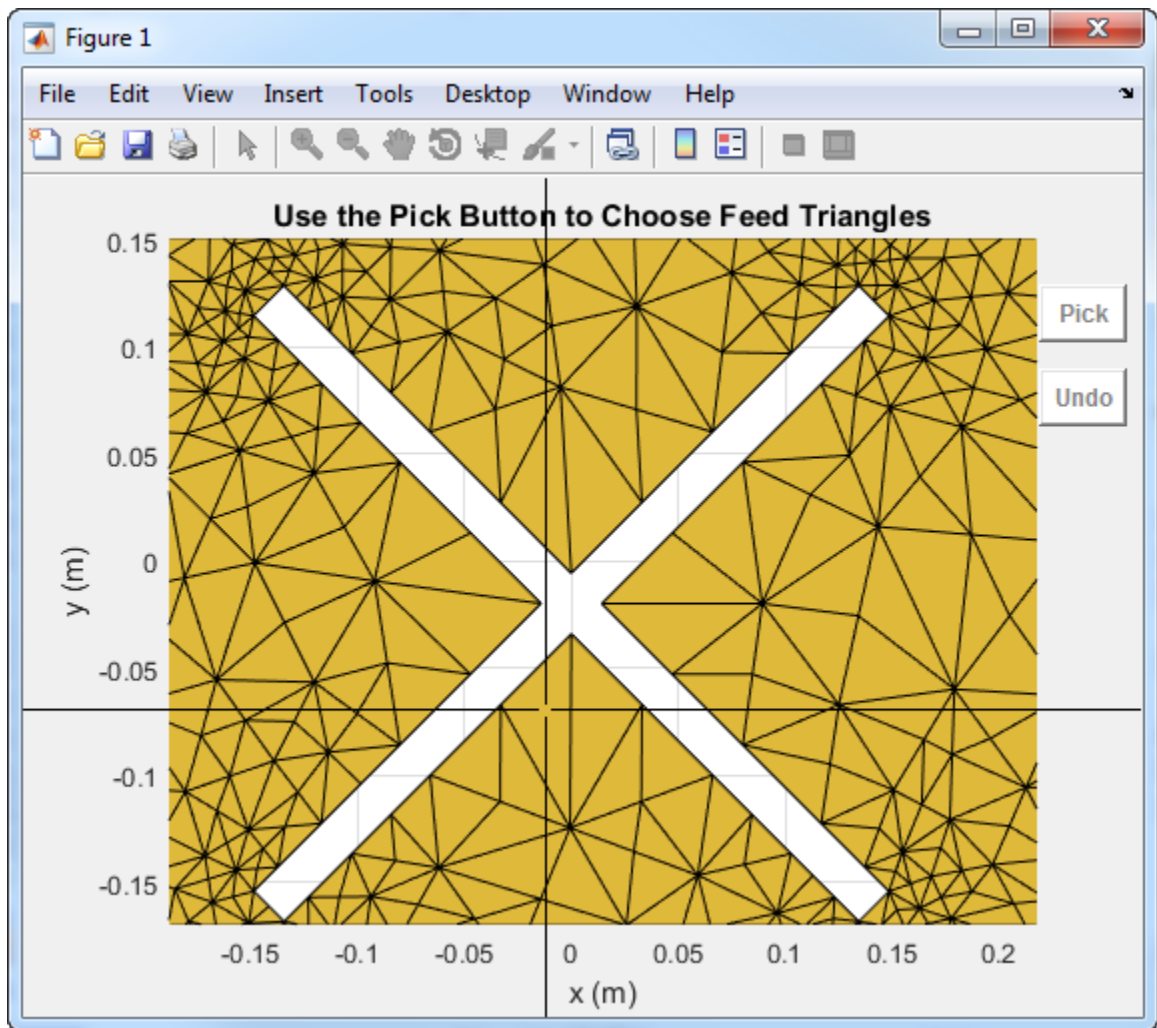 Figure 1
File Edit View Insert Tools Desktop Window Help
Use the Pick Button to Choose Feed Triangles
0.15
0.1
0.05
0
-0.05
-0.1
-0.15
y (m)
Pick
Undo
-0.15 -0.1 -0.05 0 0.05 0.1 0.15 0.2
x (m)